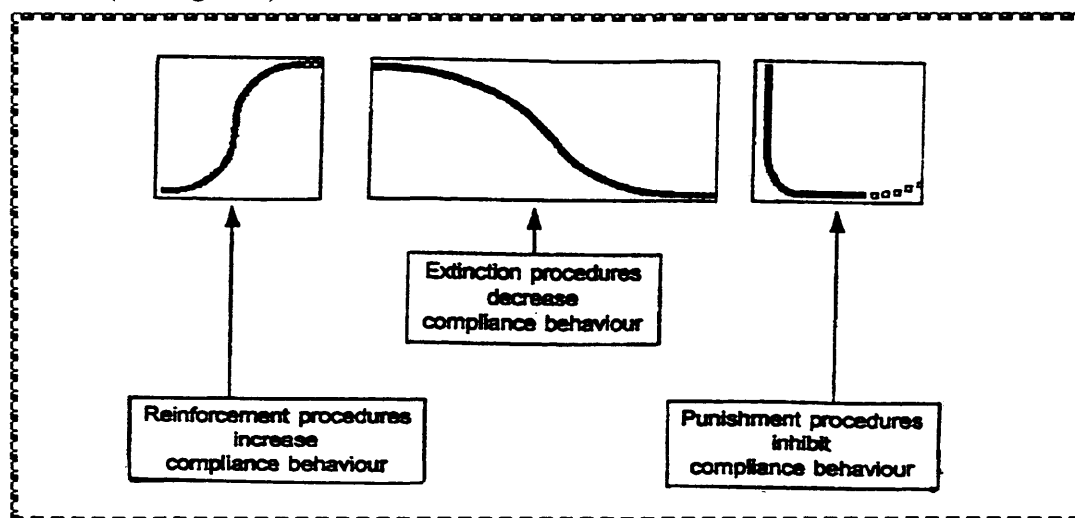 Extinction procedures
decrease
compliance behaviour
Reinforcement procedures
increase
compliance behaviour
Punishment procedures
inhibit
compliance behaviour